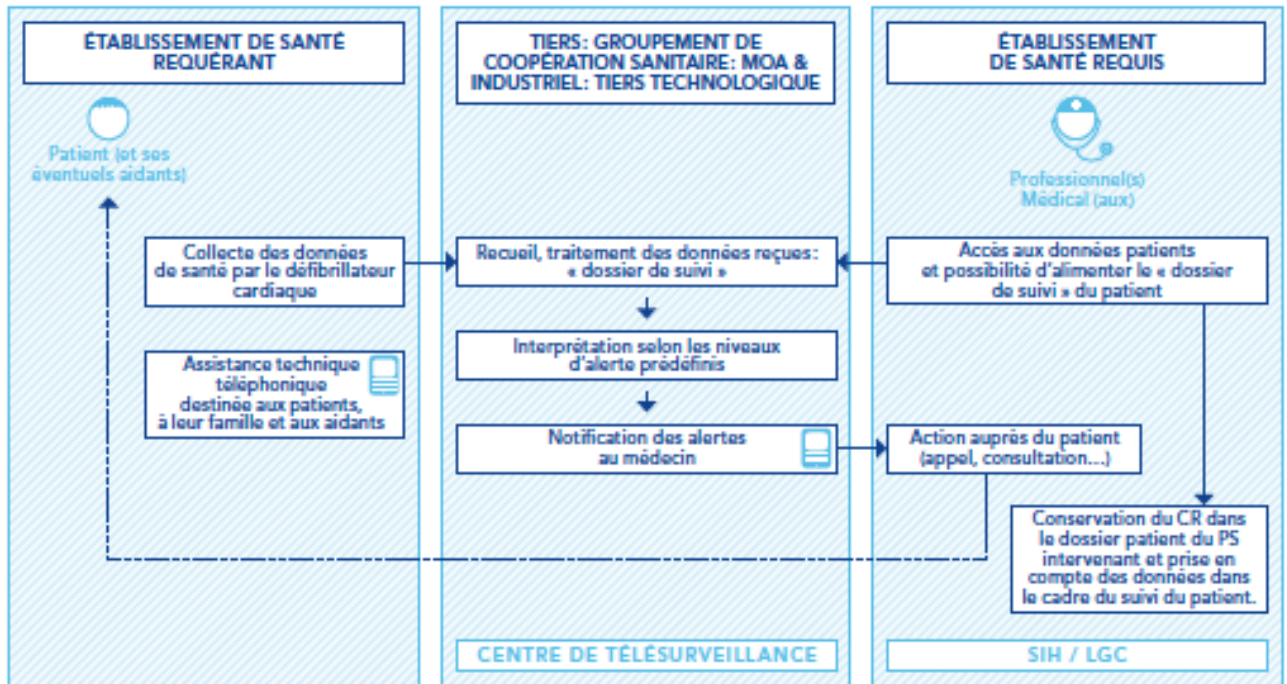 ÉTABLISSEMENT DE SANTÉ
REQUÉRANT
Patient (et ses
éventuels aidants)
Collecte des données
de santé par le défibrillateur
cardiaque
Assistance technique
téléphonique
destinée aux patients,
à leur famille et aux aidants
TIERS: GROUPEMENT DE
COOPÉRATION SANITAIRE: MOA &
INDUSTRIEL: TIERS TECHNOLOGIQUE
Recueil, traitement des données reçues:
« dossier de suivi »
Interprétation selon les niveaux
d'alerte prédéfinis
Notification des alertes
au médecin
CENTRE DE TÉLÉSURVEILLANCE
ÉTABLISSEMENT
DE SANTÉ REQUIS
Professionnel(s)
Médical (aux)
Accès aux données patients
et possibilité d'alimenter le « dossier
de suivi » du patient
Action auprès du patient
(appel, consultation...)
Conservation du CR dans
le dossier patient du PS
intervenant et prise en
compte des données dans
le cadre du suivi du patient.
SIH / LGC